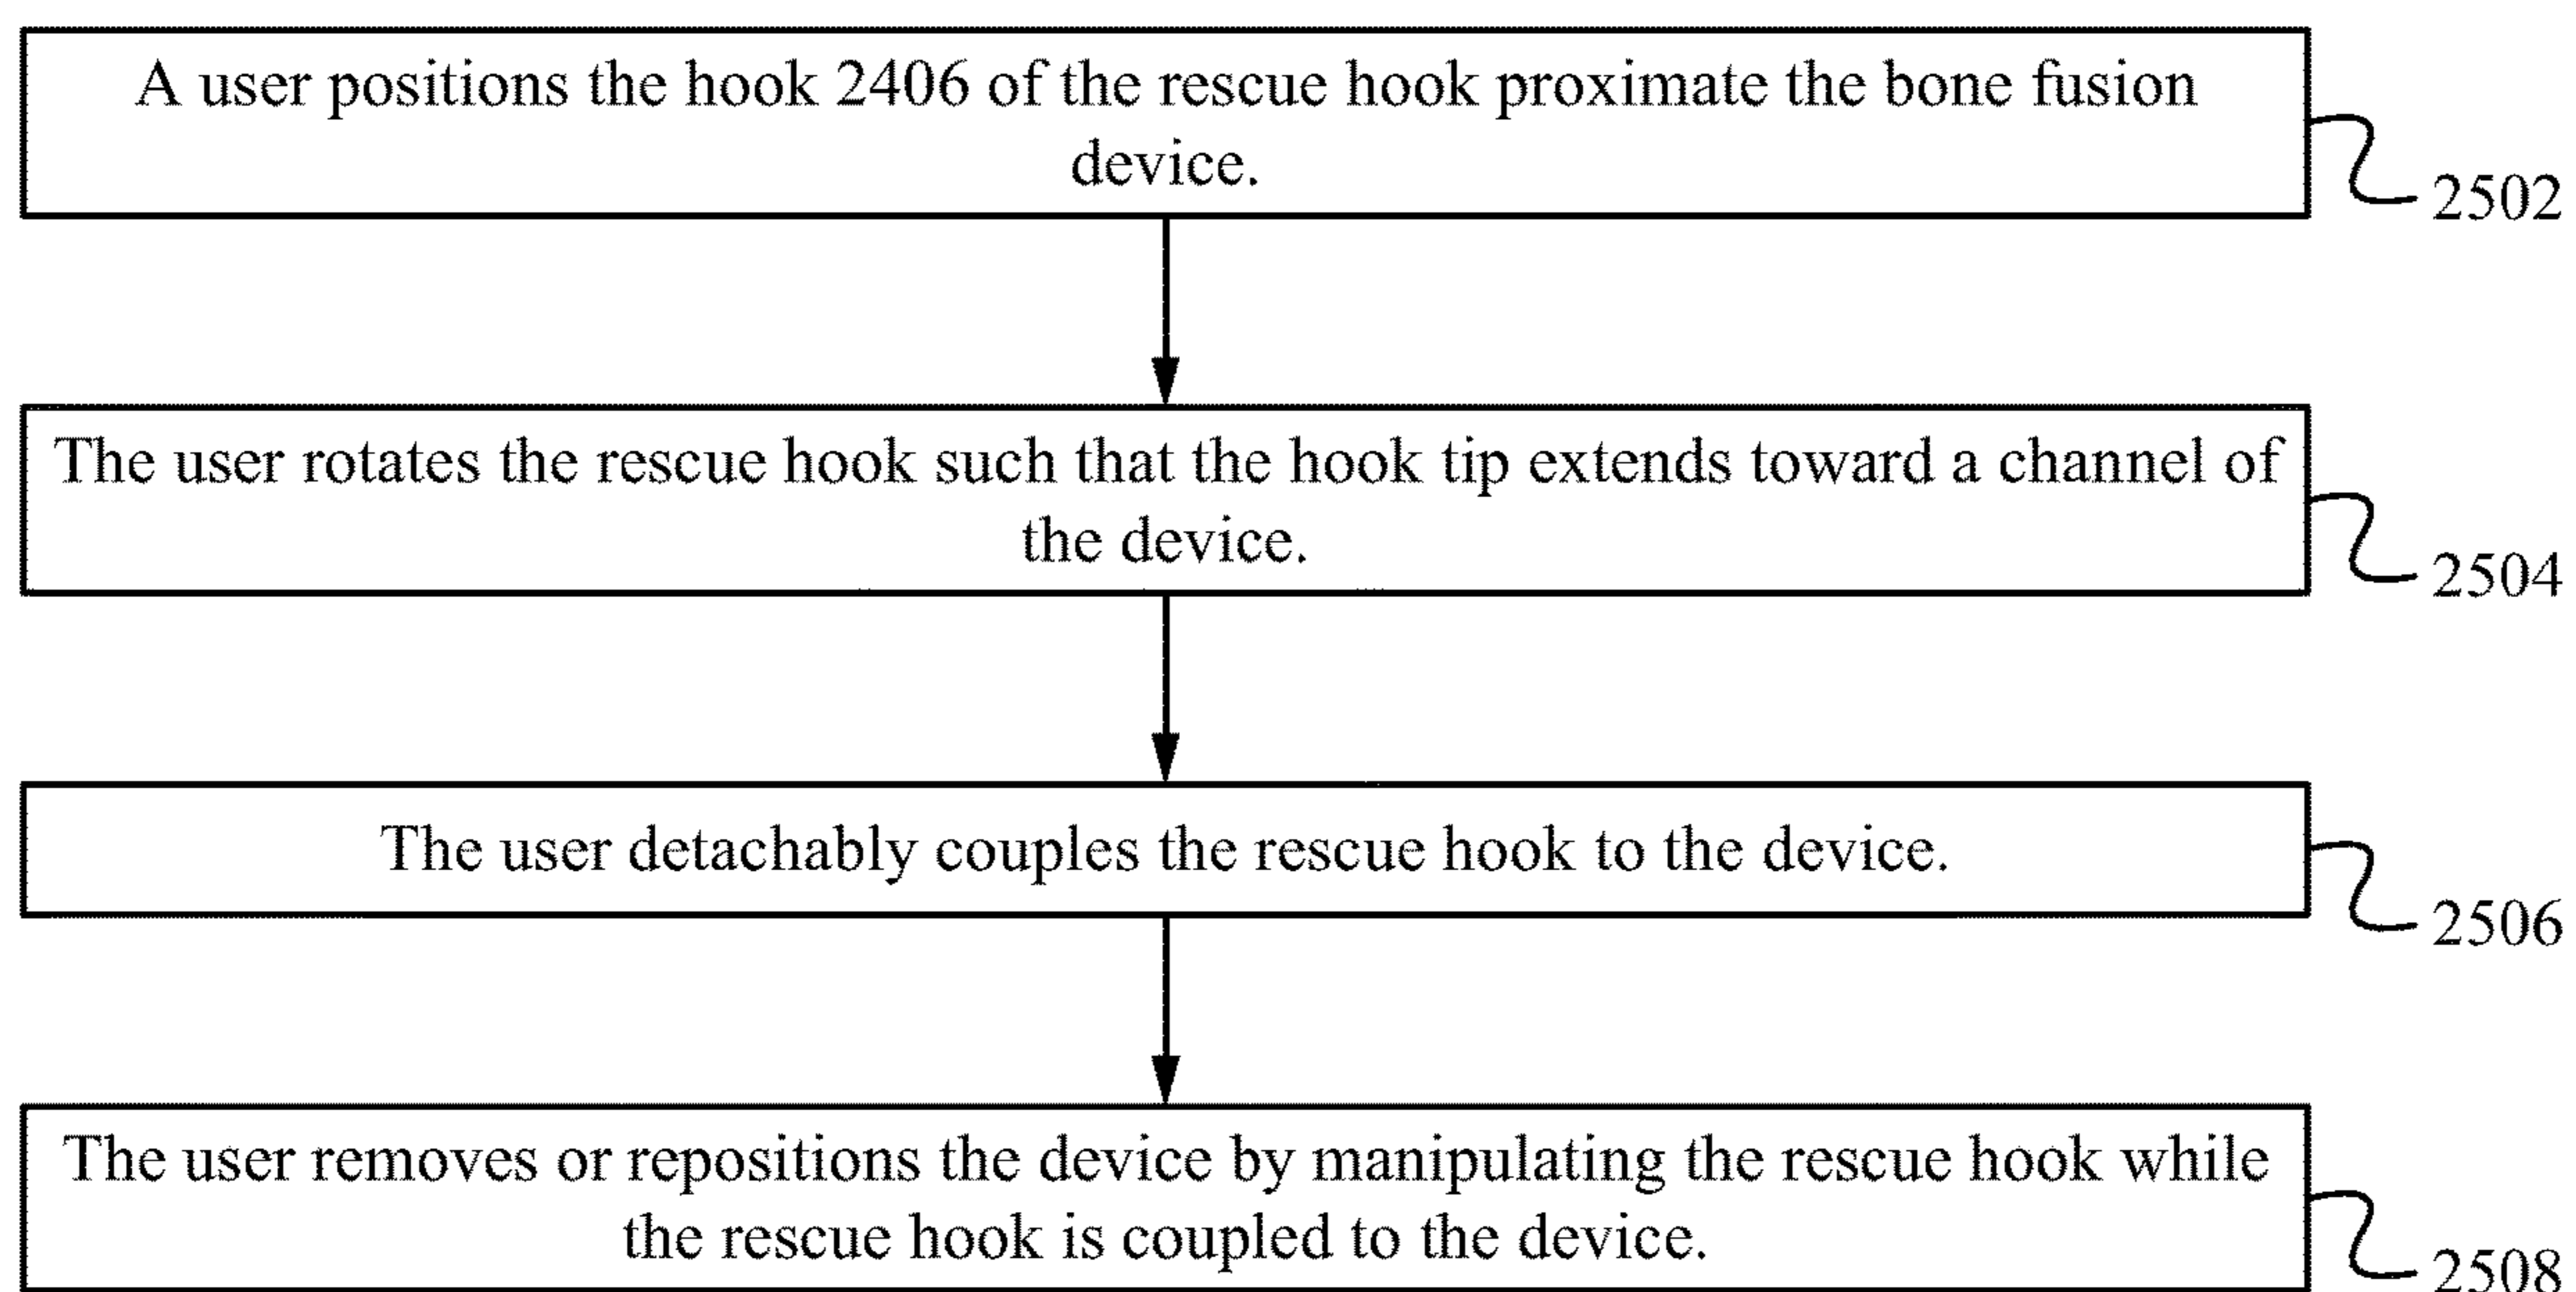 A user positions the hook 2406 of the rescue hook proximate the bone fusion
device.
2502
The user rotates the rescue hook such that the hook tip extends toward a channel of
the device.
2504
The user detachably couples the rescue hook to the device.
2506
The user removes or repositions the device by manipulating the rescue hook while
the rescue hook is coupled to the device.
2508